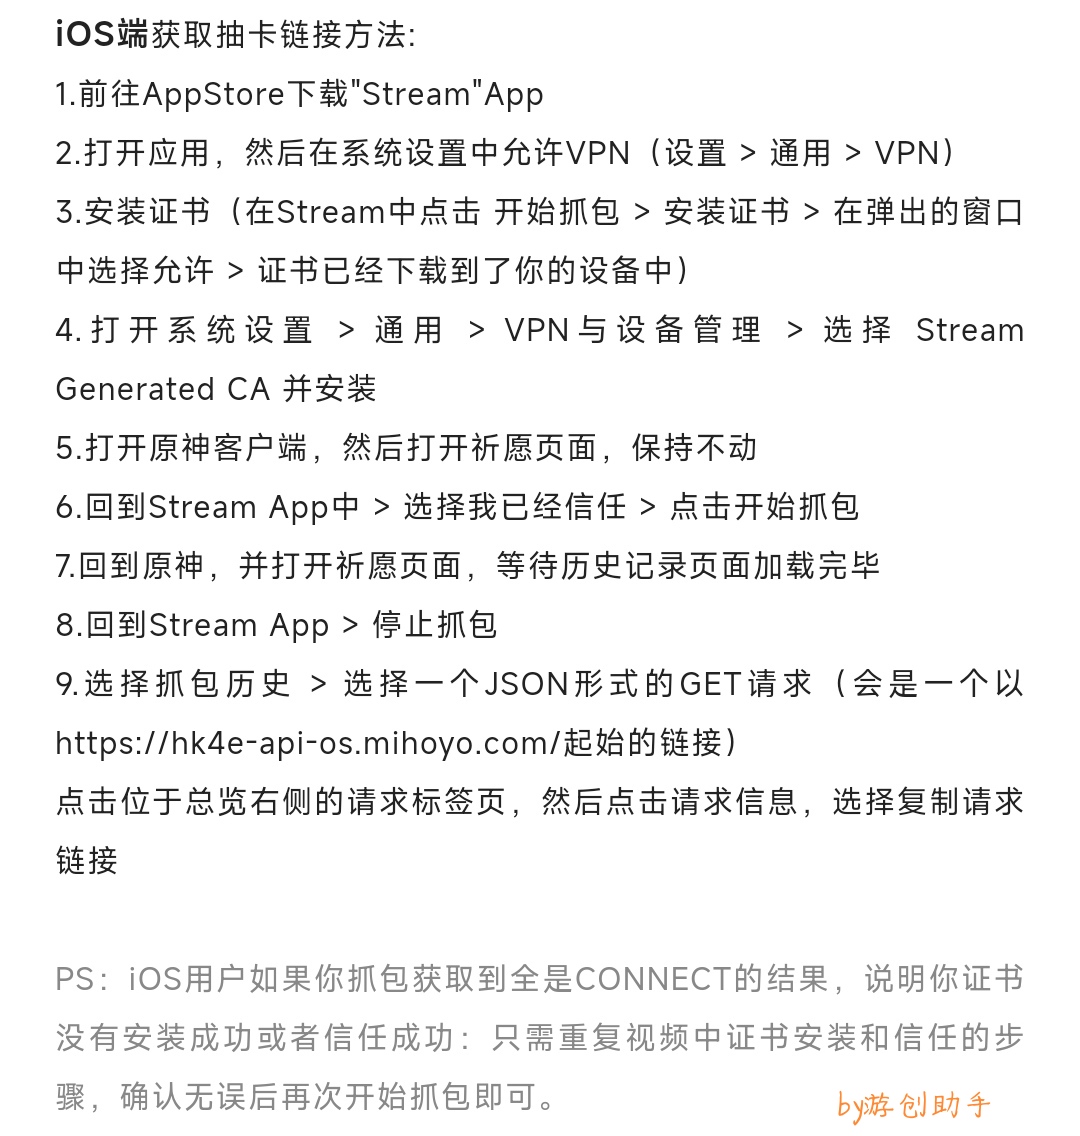 iOS端获取抽卡链接方法:
1.前往AppStore下载"Stream"App
2.打开应用，然后在系统设置中允许VPN（设置 > 通用 > VPN）
3.安装证书（在Stream中点击 开始抓包 > 安装证书 > 在弹出的窗口
中选择允许 > 证书已经下载到了你的设备中）
4.打开系统设置 > 通用 > VPN与设备管理 > 选择 Stream
Generated CA 并安装
5.打开原神客户端，然后打开祈愿页面，保持不动
6.回到Stream App中 > 选择我已经信任 > 点击开始抓包
7.回到原神，并打开祈愿页面，等待历史记录页面加载完毕
8.回到Stream App > 停止抓包
9.选择抓包历史 > 选择一个JSON形式的GET请求（会是一个以
https://hk4e-api-os.mihoyo.com/起始的链接）
点击位于总览右侧的请求标签页，然后点击请求信息，选择复制请求
链接
PS：iOS用户如果你抓包获取到全是CONNECT的结果，说明你证书
没有安装成功或者信任成功：只需重复视频中证书安装和信任的步
骤，确认无误后再次开始抓包即可。
by游创助手